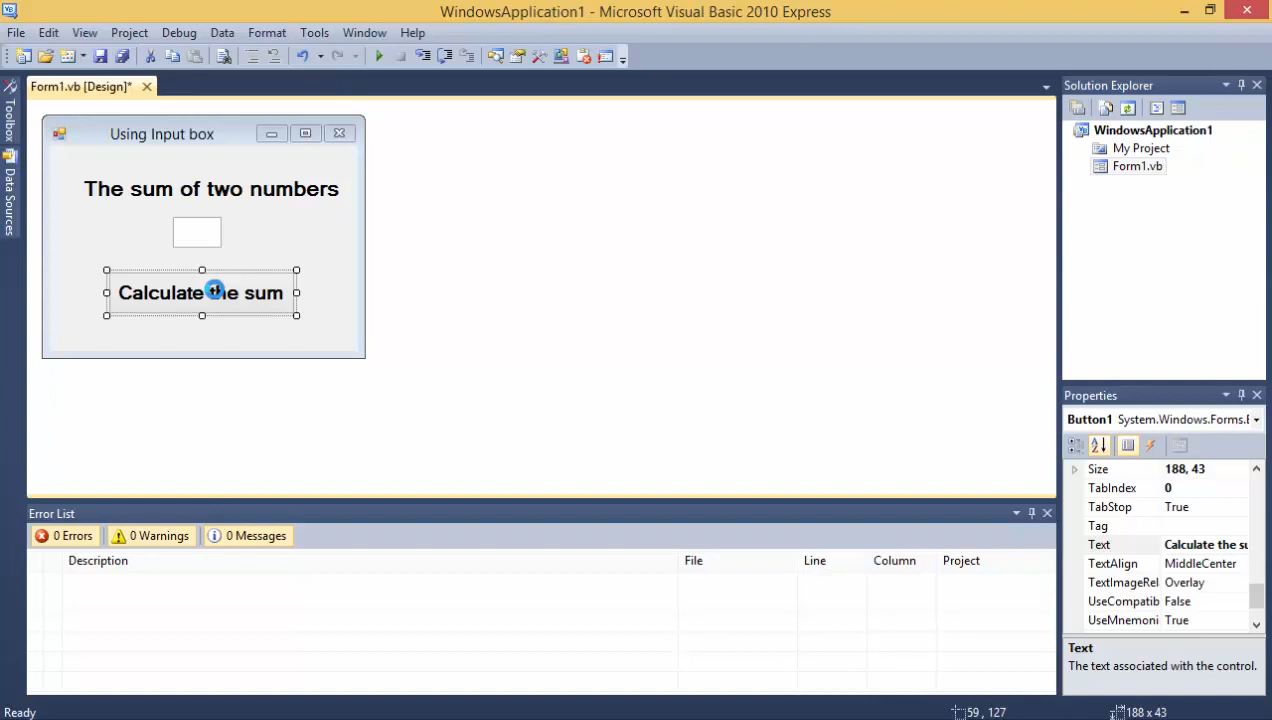 WindowsApplication1 - Microsoft Visual Basic 2010 Express
File Edit View Project Debug Data Format Tools Window Help
Form1.vb [Design]*
Toolbox
Data Sources
Using Input box
The sum of two numbers
Calculate the sum
Solution Explorer
WindowsApplication1
My Project
Form1.vb
Properties
Button1 System.Windows.Forms.E
Size 188, 43
TabIndex 0
TabStop True
Tag
Text Calculate the su
TextAlign MiddleCenter
TextImageRel Overlay
UseCompatib False
UseMnemoni True
Text
The text associated with the control.
Error List
0 Errors 0 Warnings 0 Messages
Description File Line Column Project
Ready 59 , 127 188 x 43